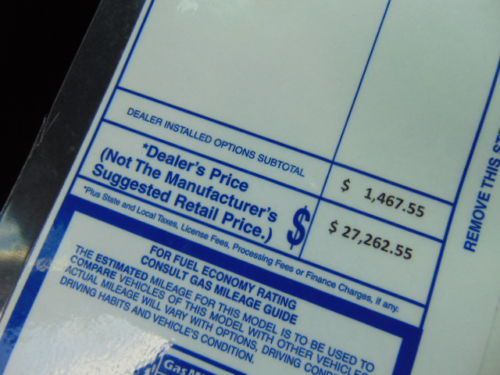 DEALER INSTALLED OPTIONS SUBTOTAL
$ 1,467.55
*Dealer's Price
(Not The Manufacturer's
Suggested Retail Price.)
$
$ 27,262.55
*Plus State and Local Taxes, License Fees, Processing Fees or Finance Charges, if any.
FOR FUEL ECONOMY RATING
CONSULT GAS MILEAGE GUIDE
THE ESTIMATED MILEAGE FOR THIS MODEL IS TO BE USED TO
COMPARE VEHICLES OF THIS MODEL WITH OTHER VEHICLES
ACTUAL MILEAGE WILL VARY WITH OPTIONS, DRIVING
DRIVING HABITS AND VEHICLE'S CONDITION.
REMOVE THIS